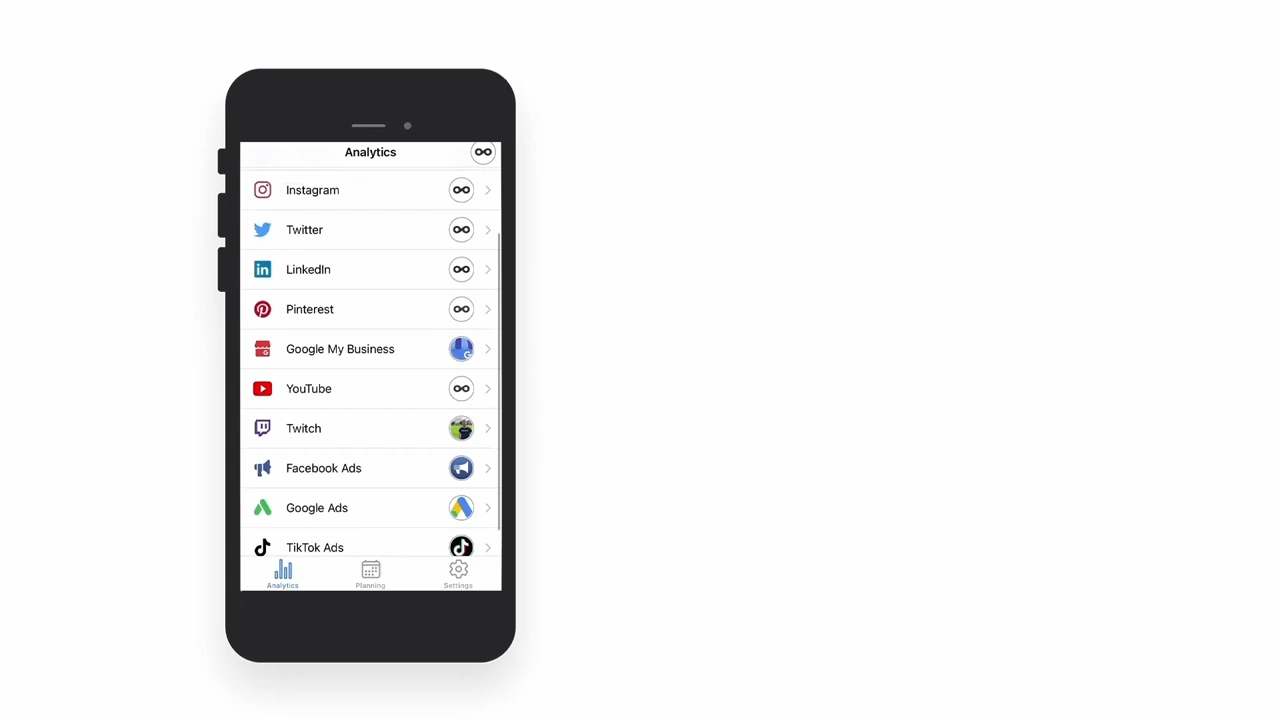 Analytics
Instagram
Twitter
LinkedIn
Pinterest
Google My Business
YouTube
Twitch
Facebook Ads
Google Ads
TikTok Ads
Analytics
Planning
Settings